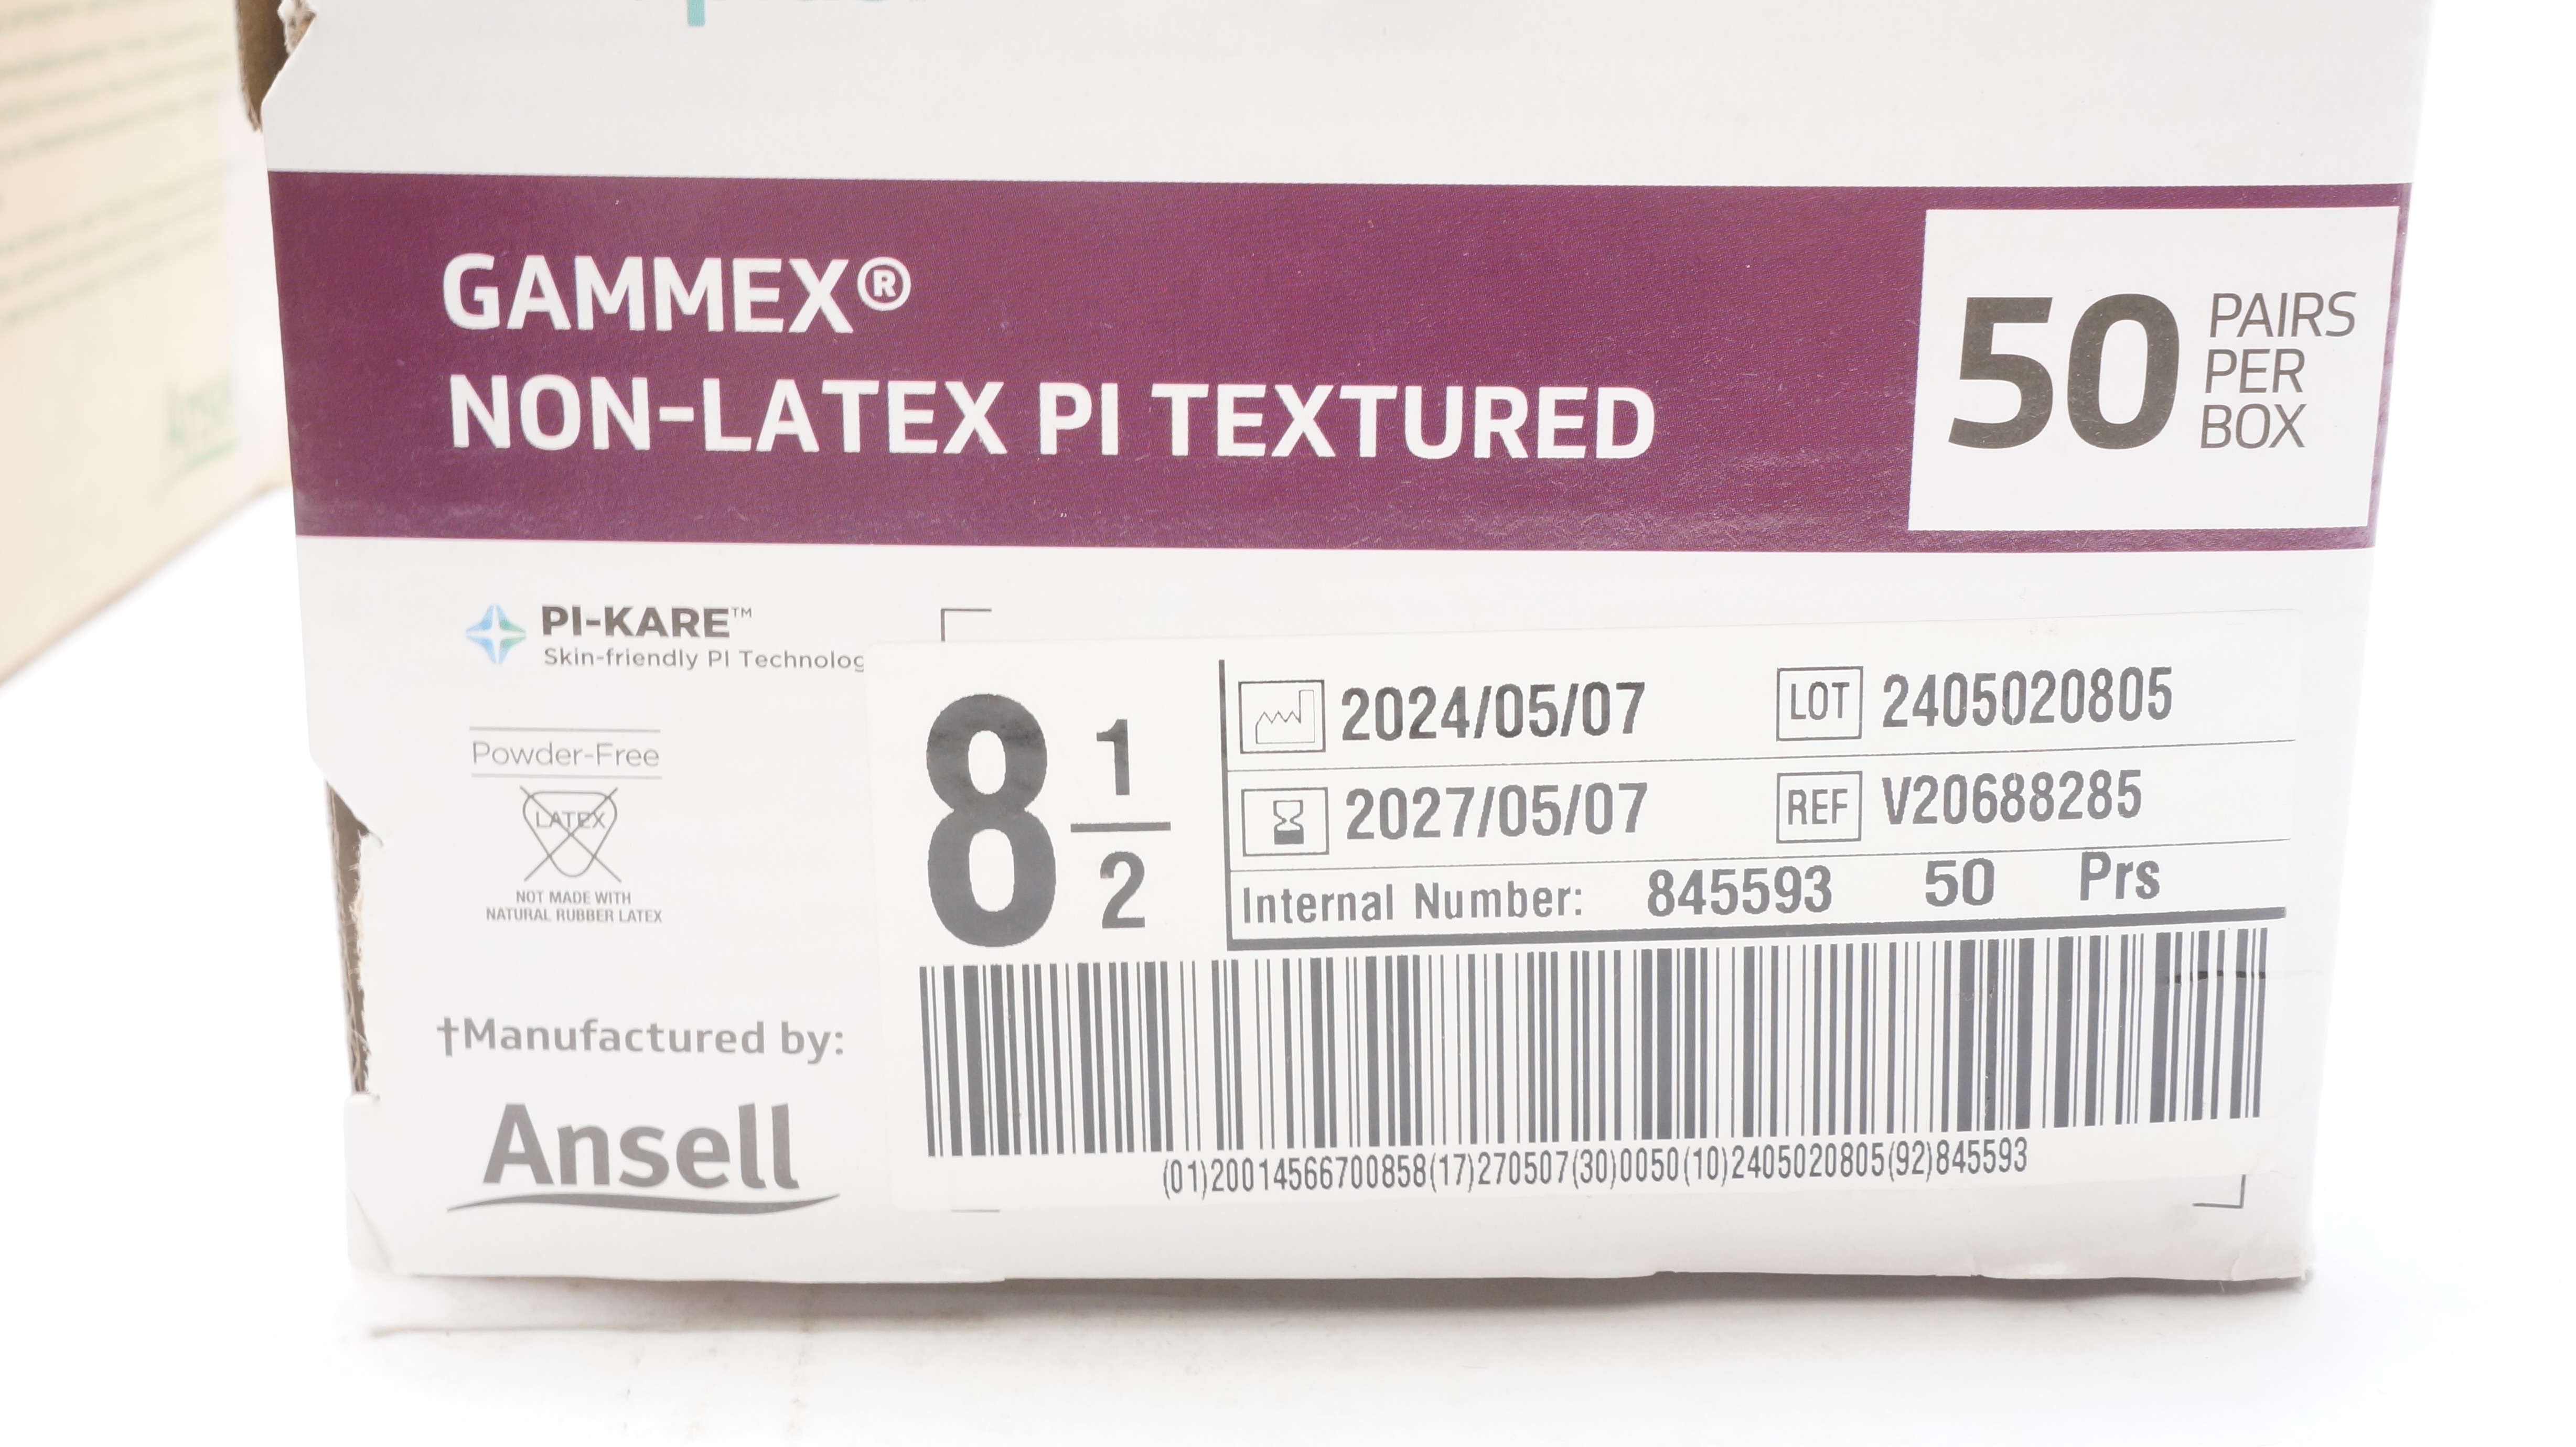 GAMMEX®
NON-LATEX PI TEXTURED
50 PAIRS
PER
BOX
PI-KARE™
Skin-friendly PI Technolog
Powder-Free
LATEX
NOT MADE WITH
NATURAL RUBBER LATEX
†Manufactured by:
Ansell
8 1/2
2024/05/07 LOT 2405020805
2027/05/07 REF V20688285
Internal Number: 845593 50 Prs
(01)20014566700858(17)270507(30)0050(10)2405020805(92)845593